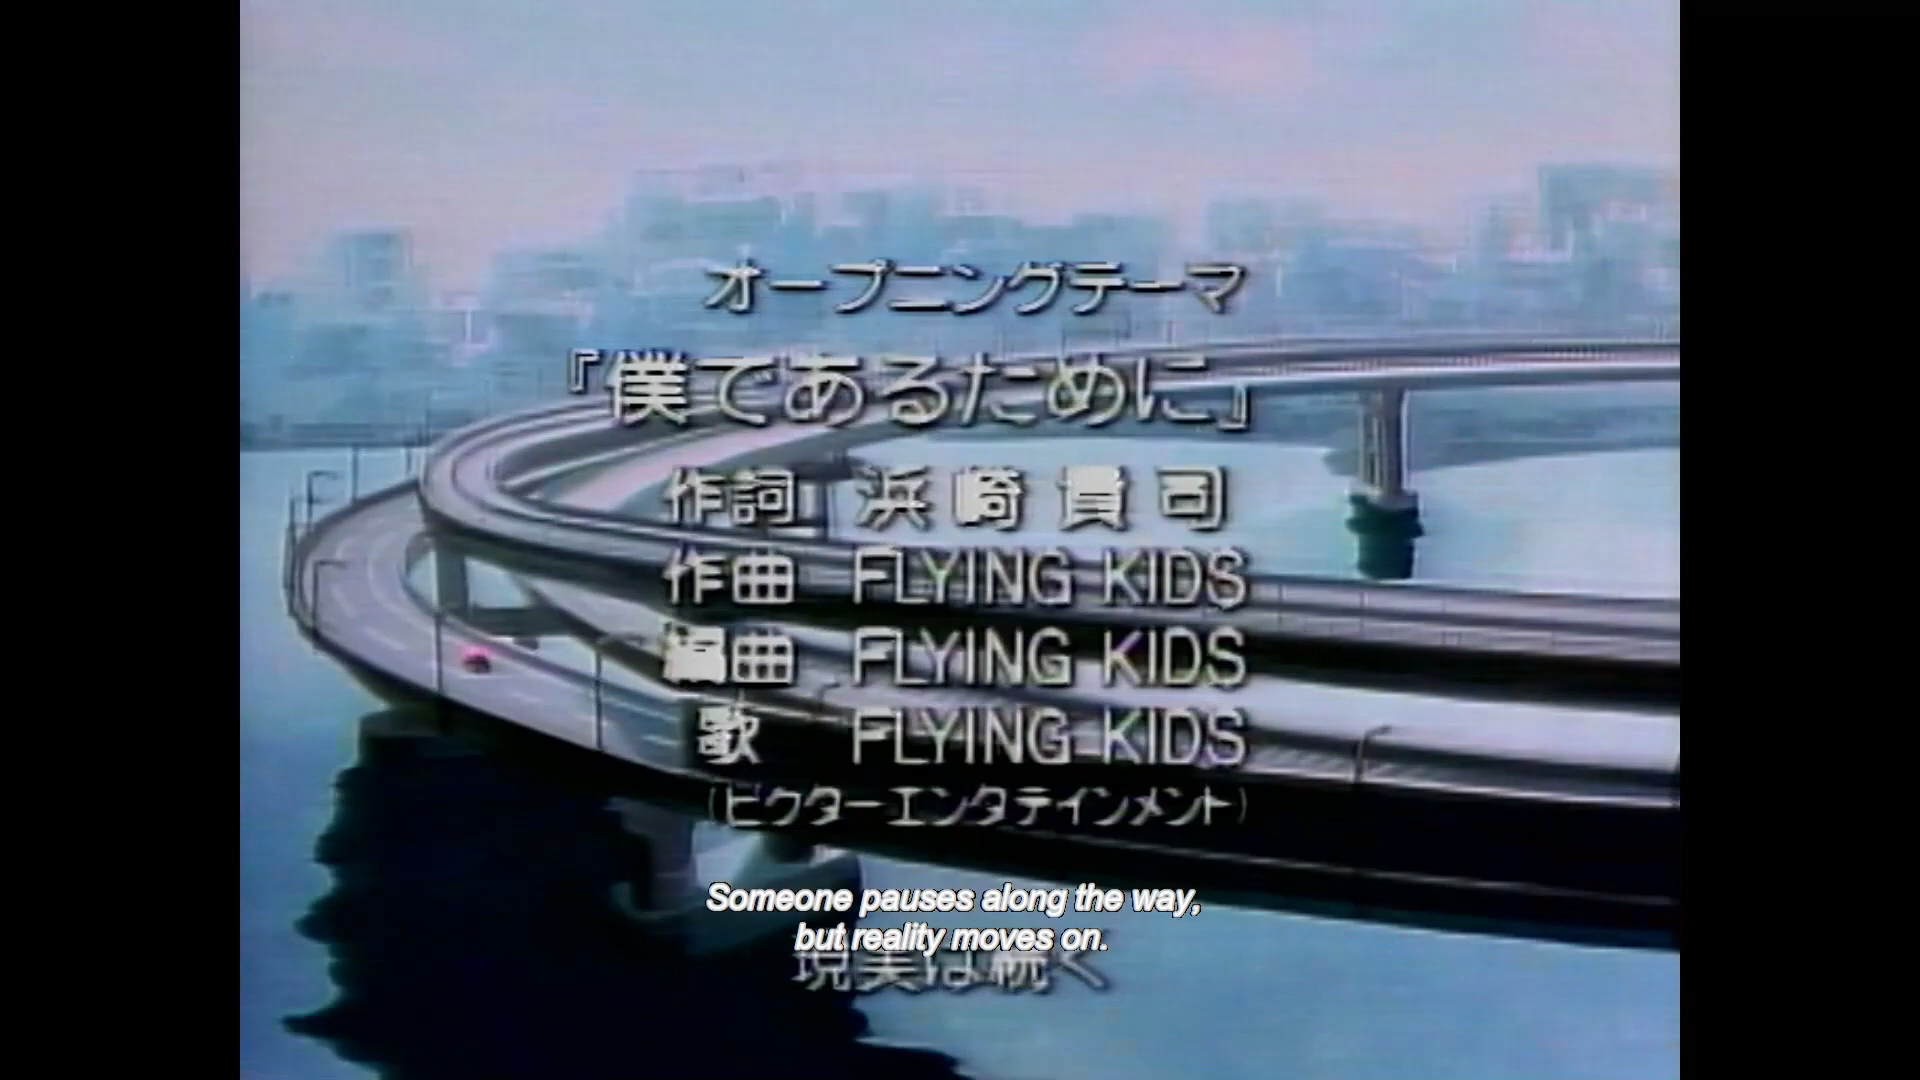 オープニングテーマ
『僕であるために』
作詞 浜崎貴司
作曲 FLYING KIDS
編曲 FLYING KIDS
歌 FLYING KIDS
(ビクターエンタテインメント)
Someone pauses along the way,
but reality moves on.
現実は続く